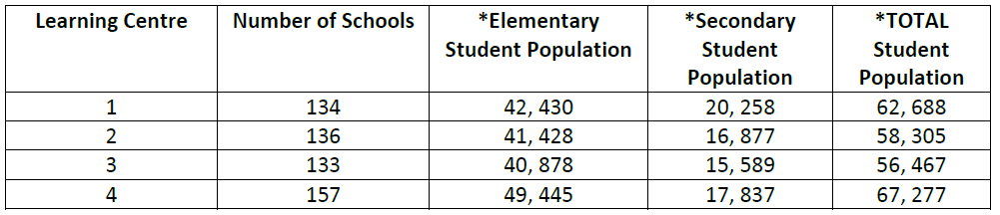 Learning Centre Number of Schools *Elementary Student Population *Secondary Student Population *TOTAL Student Population
1 134 42, 430 20, 258 62, 688
2 136 41, 428 16, 877 58, 305
3 133 40, 878 15, 589 56, 467
4 157 49, 445 17, 837 67, 277